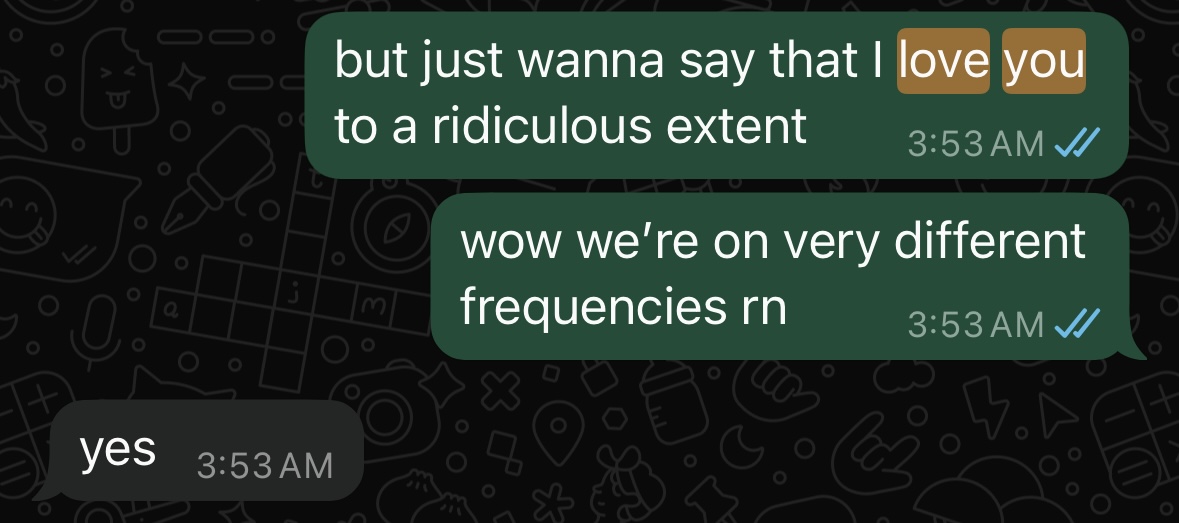 but just wanna say that I love you
to a ridiculous extent
3:53 AM
wow we’re on very different
frequencies rn
3:53 AM
yes
3:53 AM